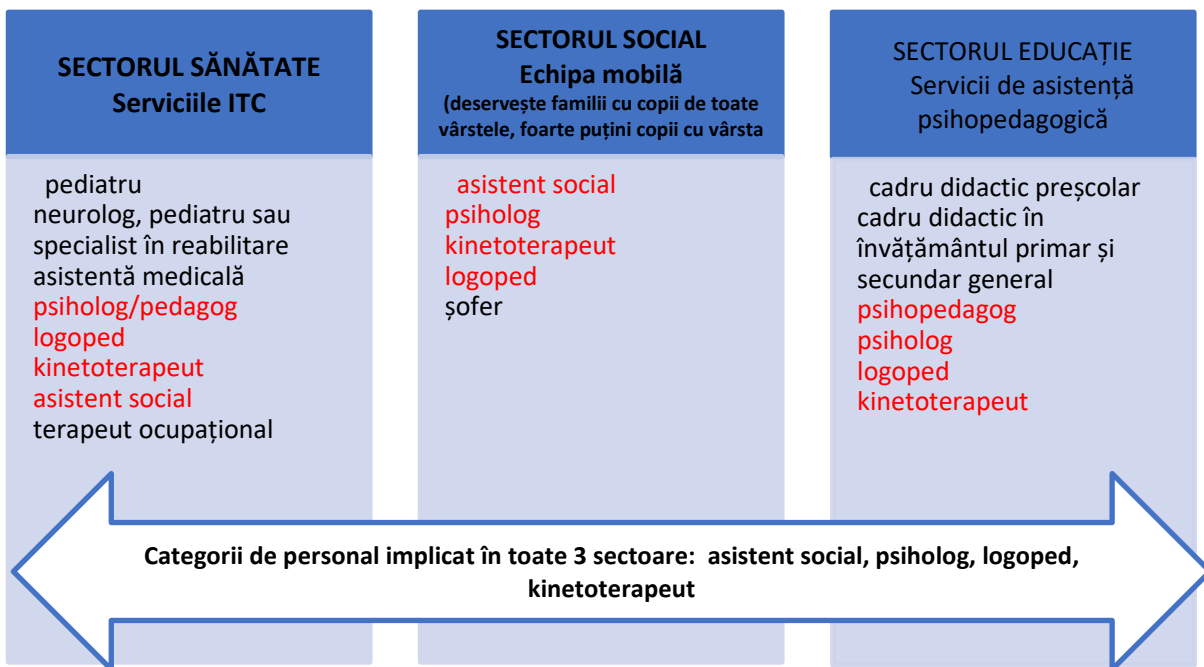 SECTORUL SĂNĂTATE
Serviciile ITC
pediatru
neurolog, pediatru sau
specialist în reabilitare
asistentă medicală
psiholog/pedagog
logoped
kinetoterapeut
asistent social
terapeut ocupațional
SECTORUL SOCIAL
Echipa mobilă
(deservește familii cu copii de toate
vârstele, foarte puțini copii cu vârsta
asistent social
psiholog
kinetoterapeut
logoped
șofer
SECTORUL EDUCAȚIE
Servicii de asistență
psihopedagogică
cadru didactic preșcolar
cadru didactic în
învățământul primar și
secundar general
psihopedagog
psiholog
logoped
kinetoterapeut
Categorii de personal implicat în toate 3 sectoare: asistent social, psiholog, logoped,
kinetoterapeut